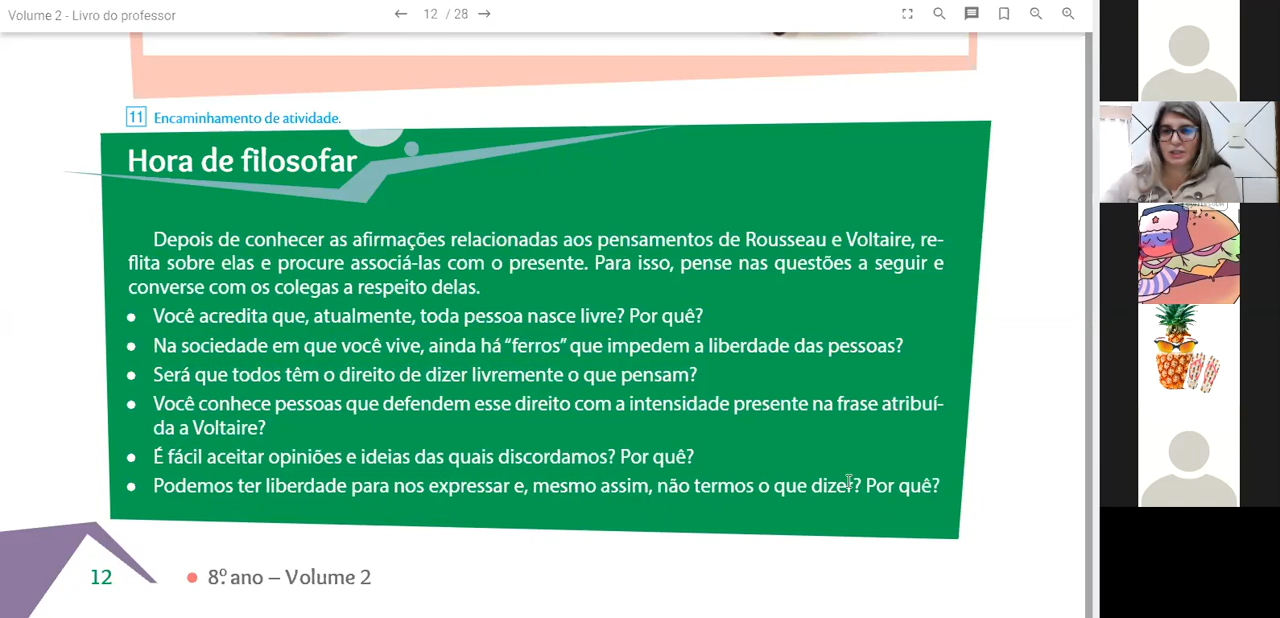 Volume 2 - Livro do professor
12 / 28
11 Encaminhamento de atividade.
Hora de filosofar
Depois de conhecer as afirmações relacionadas aos pensamentos de Rousseau e Voltaire, re-
flita sobre elas e procure associá-las com o presente. Para isso, pense nas questões a seguir e
converse com os colegas a respeito delas.
• Você acredita que, atualmente, toda pessoa nasce livre? Por quê?
• Na sociedade em que você vive, ainda há “ferros” que impedem a liberdade das pessoas?
• Será que todos têm o direito de dizer livremente o que pensam?
• Você conhece pessoas que defendem esse direito com a intensidade presente na frase atribuí-
da a Voltaire?
• É fácil aceitar opiniões e ideias das quais discordamos? Por quê?
• Podemos ter liberdade para nos expressar e, mesmo assim, não termos o que dizer? Por quê?
12 • 8º. ano – Volume 2